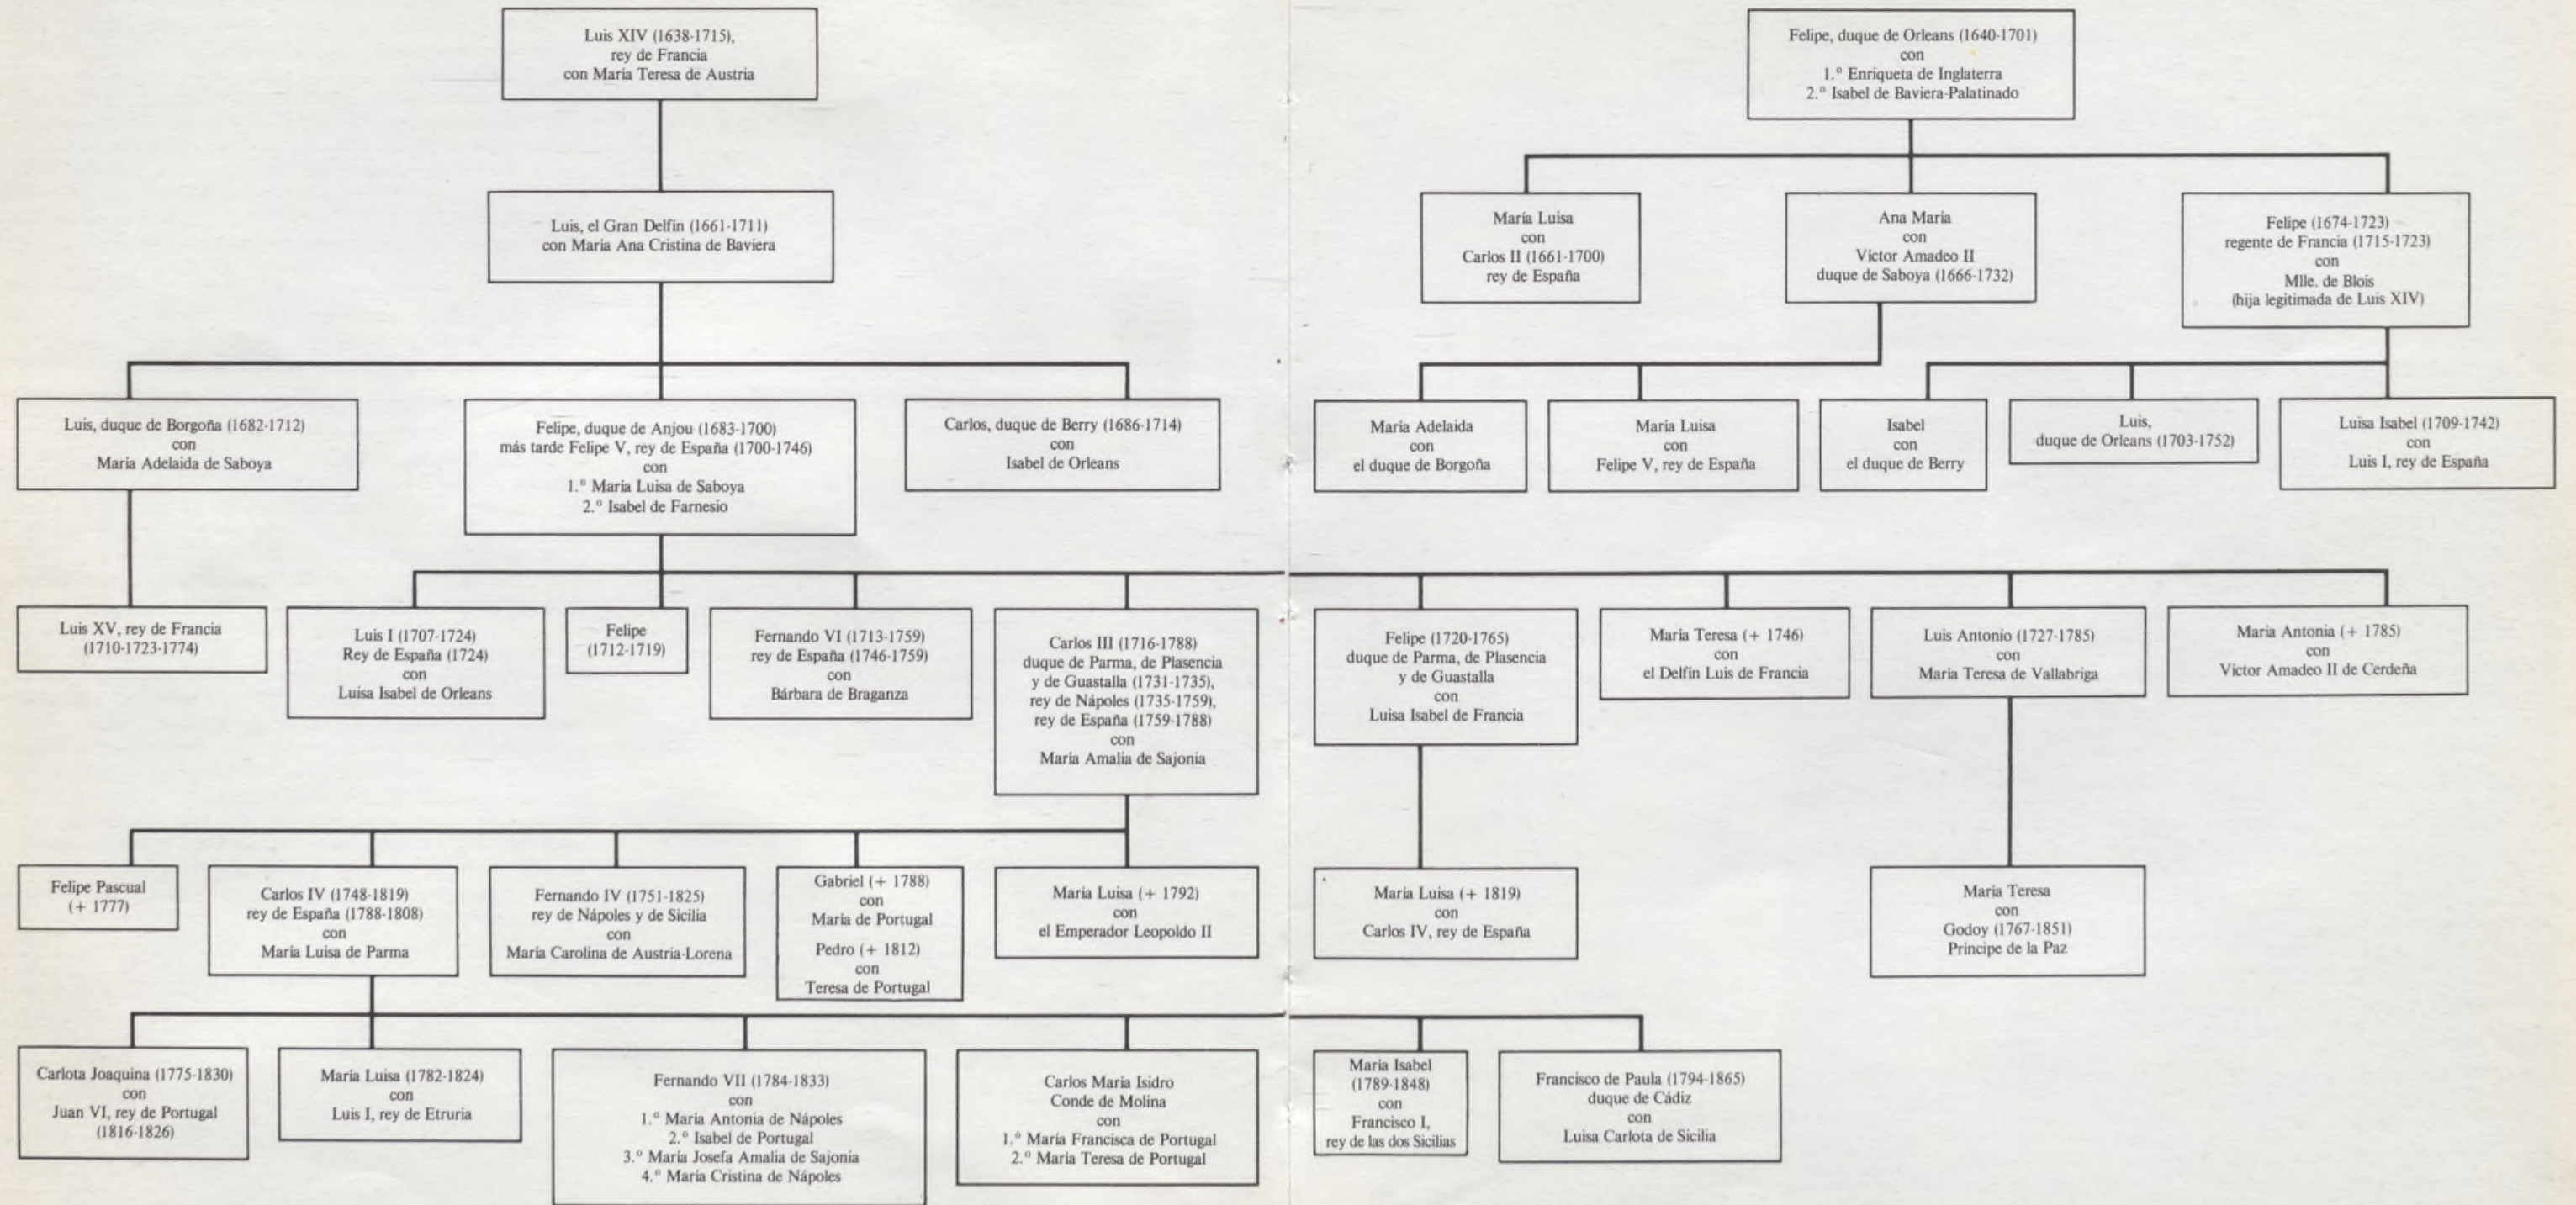 Luis XIV (1638-1715),
rey de Francia
con María Teresa de Austria
Felipe, duque de Orleans (1640-1701)
con
1.º Enriqueta de Inglaterra
2.º Isabel de Baviera-Palatinado
Luis, el Gran Delfín (1661-1711)
con María Ana Cristina de Baviera
María Luisa
con
Carlos II (1661-1700)
rey de España
Ana María
con
Víctor Amadeo II
duque de Saboya (1666-1732)
Felipe (1674-1723)
regente de Francia (1715-1723)
con
Mlle. de Blois
(hija legitimada de Luis XIV)
Luis, duque de Borgoña (1682-1712)
con
María Adelaida de Saboya
Felipe, duque de Anjou (1683-1700)
más tarde Felipe V, rey de España (1700-1746)
con
1.º María Luisa de Saboya
2.º Isabel de Farnesio
Carlos, duque de Berry (1686-1714)
con
Isabel de Orleans
María Adelaida
con
el duque de Borgoña
María Luisa
con
Felipe V, rey de España
Isabel
con
el duque de Berry
Luis,
duque de Orleans (1703-1752)
Luisa Isabel (1709-1742)
con
Luis I, rey de España
Luis XV, rey de Francia
(1710-1723-1774)
Luis I (1707-1724)
Rey de España (1724)
con
Luisa Isabel de Orleans
Felipe
(1712-1719)
Fernando VI (1713-1759)
rey de España (1746-1759)
con
Bárbara de Braganza
Carlos III (1716-1788)
duque de Parma, de Plasencia
y de Guastalla (1731-1735),
rey de Nápoles (1735-1759),
rey de España (1759-1788)
con
María Amalia de Sajonia
Felipe (1720-1765)
duque de Parma, de Plasencia
y de Guastalla
con
Luisa Isabel de Francia
María Teresa (+ 1746)
con
el Delfín Luis de Francia
Luis Antonio (1727-1785)
con
María Teresa de Vallabriga
María Antonia (+ 1785)
con
Víctor Amadeo II de Cerdeña
Felipe Pascual
(+ 1777)
Carlos IV (1748-1819)
rey de España (1788-1808)
con
María Luisa de Parma
Fernando IV (1751-1825)
rey de Nápoles y de Sicilia
con
María Carolina de Austria-Lorena
Gabriel (+ 1788)
con
María de Portugal
Pedro (+ 1812)
con
Teresa de Portugal
María Luisa (+ 1792)
con
el Emperador Leopoldo II
María Luisa (+ 1819)
con
Carlos IV, rey de España
María Teresa
con
Godoy (1767-1851)
Príncipe de la Paz
Carlota Joaquina (1775-1830)
con
Juan VI, rey de Portugal
(1816-1826)
María Luisa (1782-1824)
con
Luis I, rey de Etruria
Fernando VII (1784-1833)
con
1.º María Antonia de Nápoles
2.º Isabel de Portugal
3.º María Josefa Amalia de Sajonia
4.º María Cristina de Nápoles
Carlos María Isidro
Conde de Molina
con
1.º María Francisca de Portugal
2.º María Teresa de Portugal
María Isabel
(1789-1848)
con
Francisco I,
rey de las dos Sicilias
Francisco de Paula (1794-1865)
duque de Cádiz
con
Luisa Carlota de Sicilia